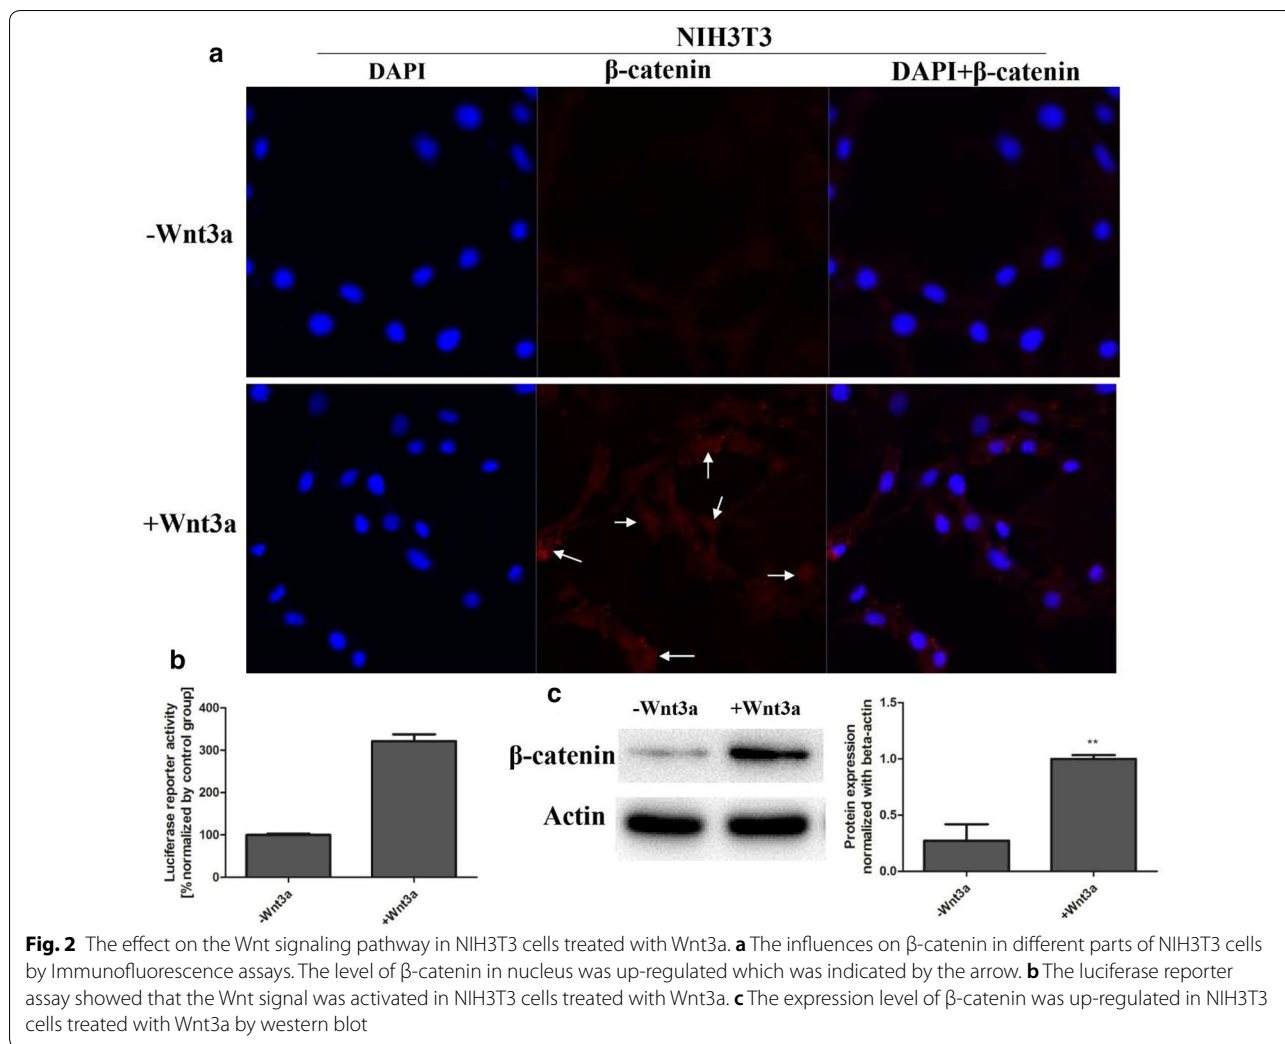 a
NIH3T3
DAPI β-catenin DAPI+β-catenin
-Wnt3a
+Wnt3a
b
Luciferase reporter activity
[% normalized by control group]
400
300
200
100
0
-Wnt3a +Wnt3a
c
-Wnt3a +Wnt3a
β-catenin
Actin
Protein expression
normalized with beta-actin
1.5
1.0
0.5
0.0
**
-Wnt3a +Wnt3a
Fig. 2 The effect on the Wnt signaling pathway in NIH3T3 cells treated with Wnt3a. a The influences on β-catenin in different parts of NIH3T3 cells
by Immunofluorescence assays. The level of β-catenin in nucleus was up-regulated which was indicated by the arrow. b The luciferase reporter
assay showed that the Wnt signal was activated in NIH3T3 cells treated with Wnt3a. c The expression level of β-catenin was up-regulated in NIH3T3
cells treated with Wnt3a by western blot